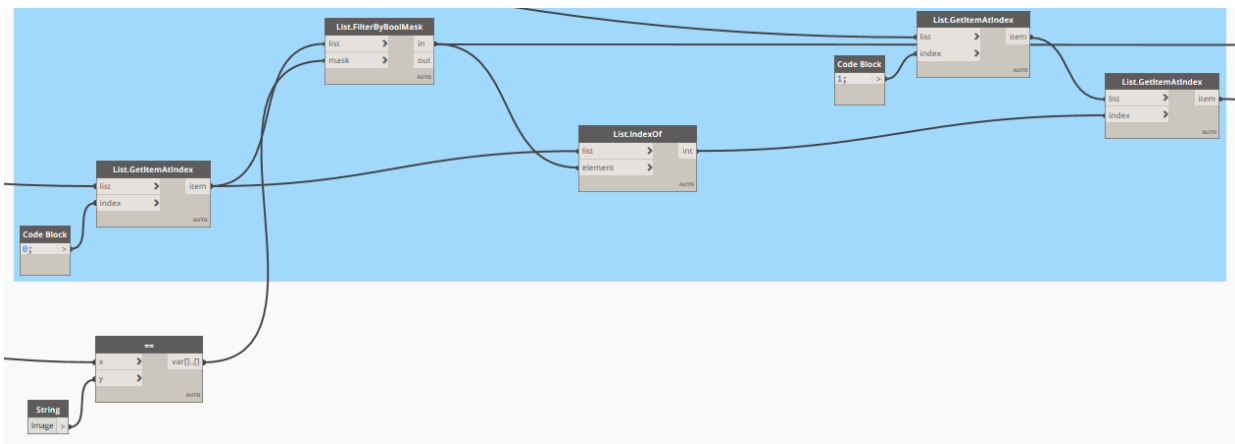 List.FilterByBoolMask
list > in
mask > out
AUTO
List.GetItemAtIndex
list > item
index >
AUTO
Code Block
1; >
List.GetItemAtIndex
list > item
index >
AUTO
List.IndexOf
list > int
element >
AUTO
List.GetItemAtIndex
list > item
index >
AUTO
Code Block
0; >
==
x > var[]..[]
y >
AUTO
String
Image >